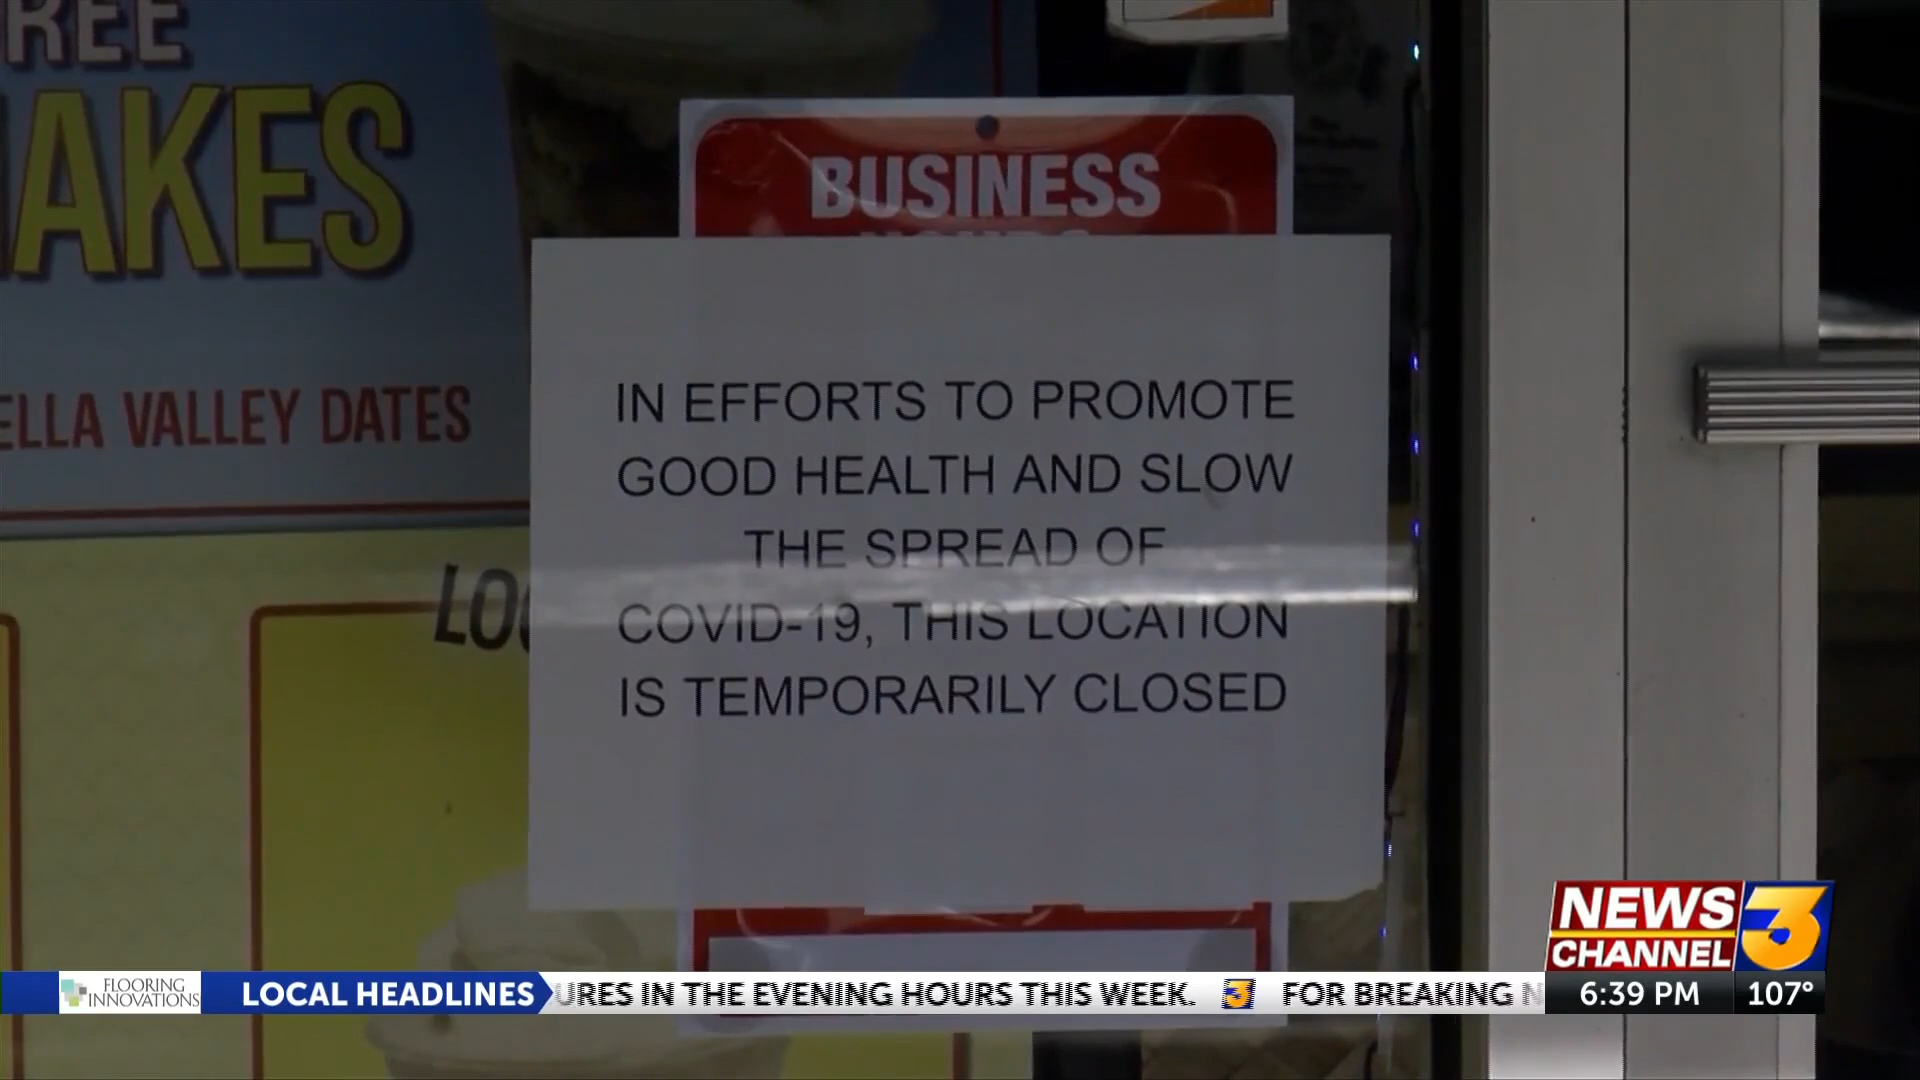 REE
AKES
ELLA VALLEY DATES
LO
BUSINESS
IN EFFORTS TO PROMOTE
GOOD HEALTH AND SLOW
THE SPREAD OF
COVID-19, THIS LOCATION
IS TEMPORARILY CLOSED
NEWS
CHANNEL 3
FLOORING
INNOVATIONS
LOCAL HEADLINES
URES IN THE EVENING HOURS THIS WEEK. 3 FOR BREAKING N
6:39 PM 107°